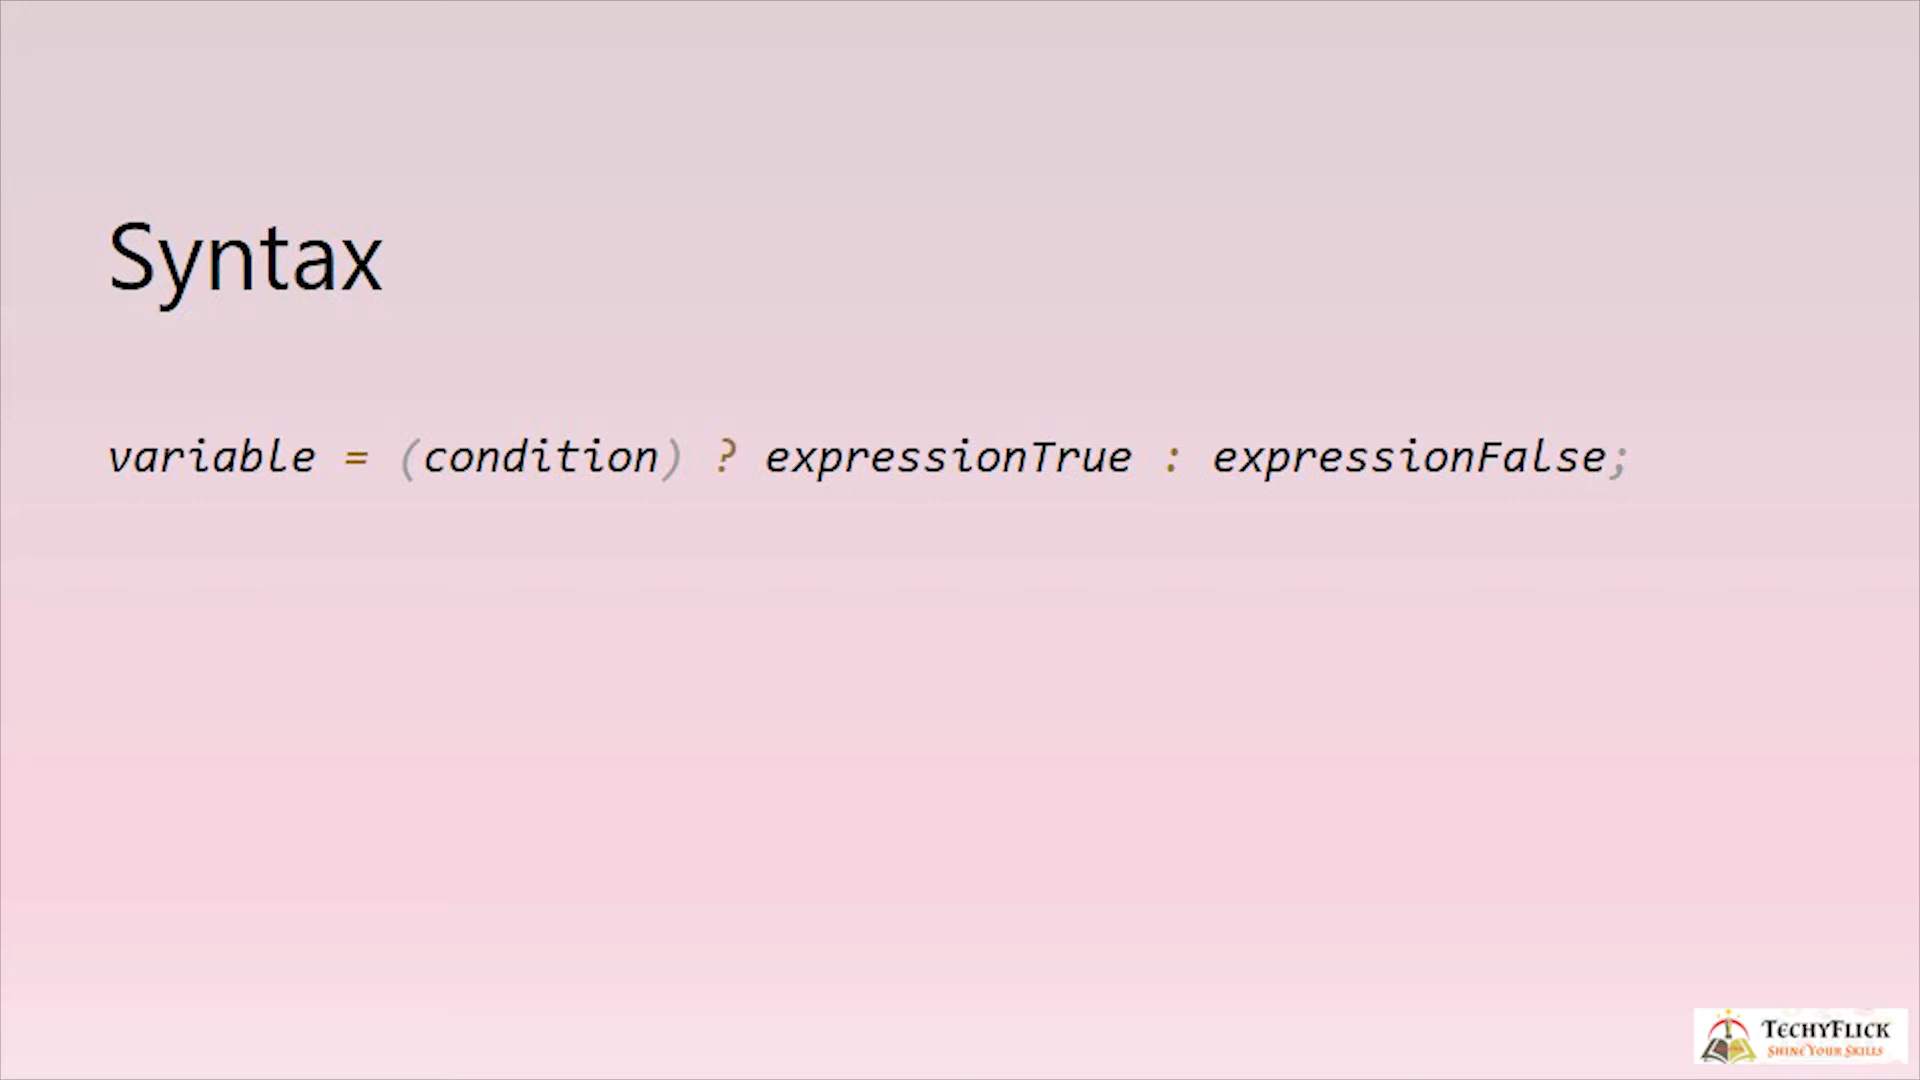 Syntax
variable = (condition) ? expressionTrue : expressionFalse;
TECHYFLICK
SHINE YOUR SKILLS